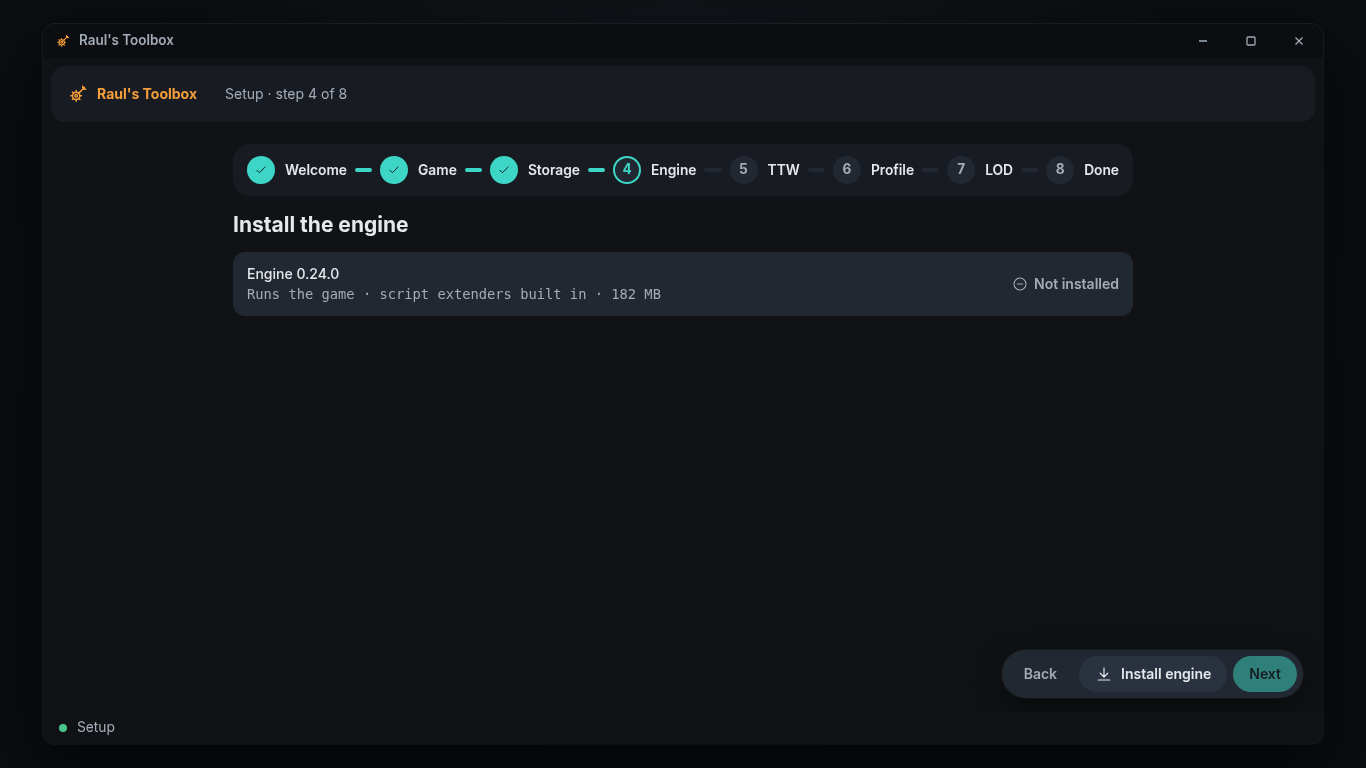 Raul's Toolbox
Raul's Toolbox Setup · step 4 of 8
Welcome Game Storage 4 Engine 5 TTW 6 Profile 7 LOD 8 Done
Install the engine
Engine 0.24.0
Runs the game · script extenders built in · 182 MB
Not installed
Back Install engine Next
Setup